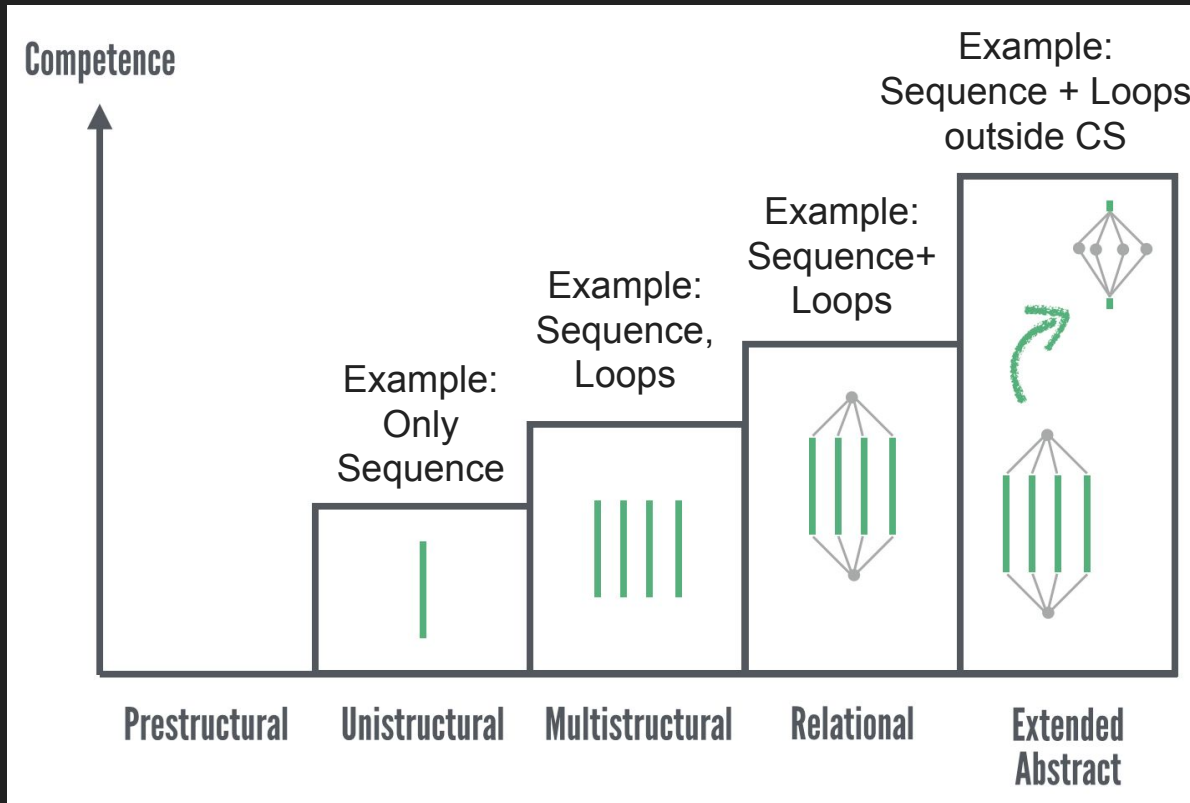 Competence
Example:
Sequence + Loops
outside CS
Example:
Sequence+
Loops
Example:
Sequence,
Loops
Example:
Only
Sequence
Prestructural
Unistructural
Multistructural
Relational
Extended
Abstract